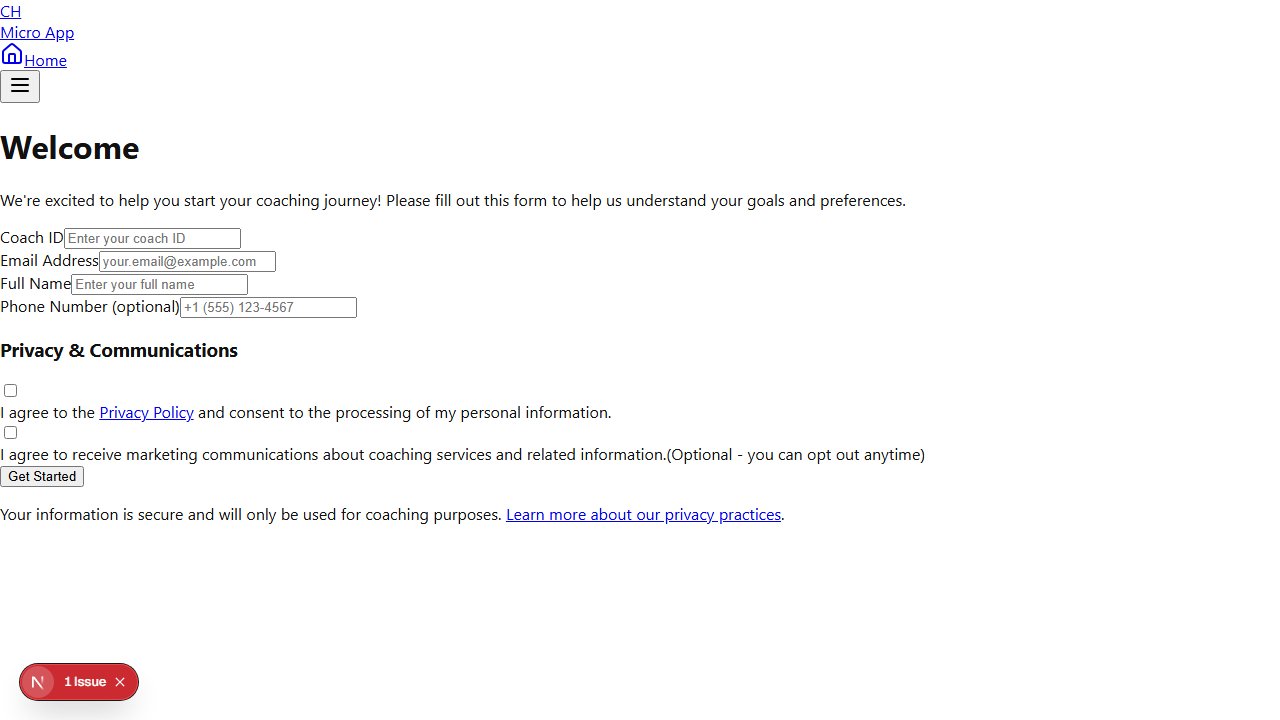 CH
Micro App
Home
Welcome
We're excited to help you start your coaching journey! Please fill out this form to help us understand your goals and preferences.
Coach ID Enter your coach ID
Email Address your.email@example.com
Full Name Enter your full name
Phone Number (optional) +1 (555) 123-4567
Privacy & Communications
I agree to the Privacy Policy and consent to the processing of my personal information.
I agree to receive marketing communications about coaching services and related information.(Optional - you can opt out anytime)
Get Started
Your information is secure and will only be used for coaching purposes. Learn more about our privacy practices.
N 1 Issue